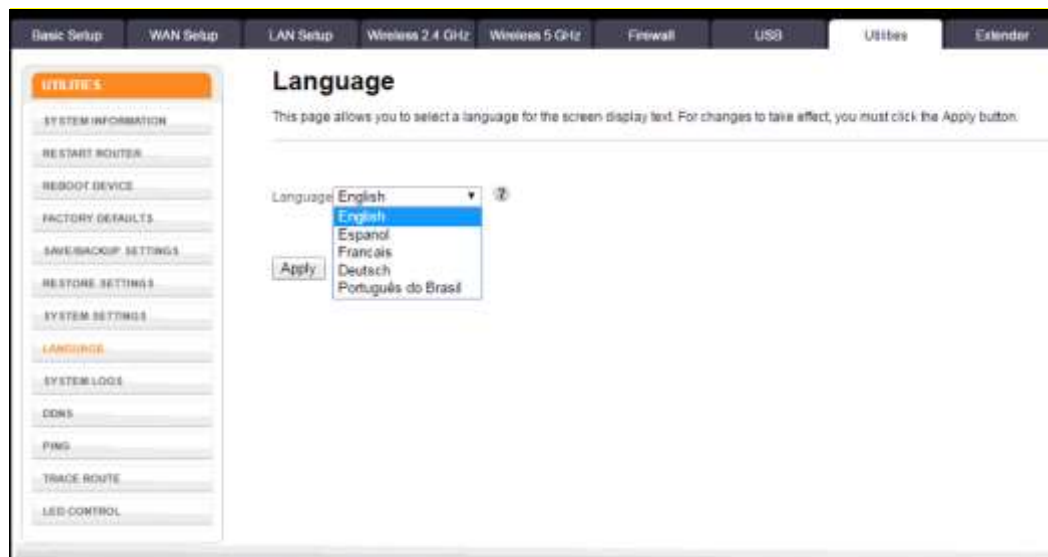 Basic Setup WAN Setup LAN Setup Wireless 2.4 GHz Wireless 5 GHz Firewall USB Utilities Extender
UTILITIES
SYSTEM INFORMATION
RESTART ROUTER
REBOOT DEVICE
FACTORY DEFAULTS
SAVE/BACKUP SETTINGS
RESTORE SETTINGS
SYSTEM SETTINGS
LANGUAGE
SYSTEM LOGS
DDNS
PING
TRACE ROUTE
LED CONTROL
Language
This page allows you to select a language for the screen display text. For changes to take effect, you must click the Apply button.
Language English ?
English
Espanol
Francais
Deutsch
Português do Brasil
Apply